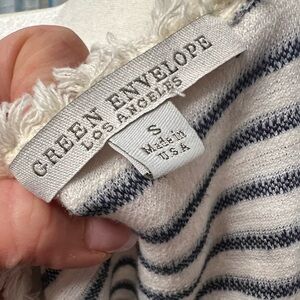 GREEN ENVELOPE
LOS ANGELES
S
Made in
USA